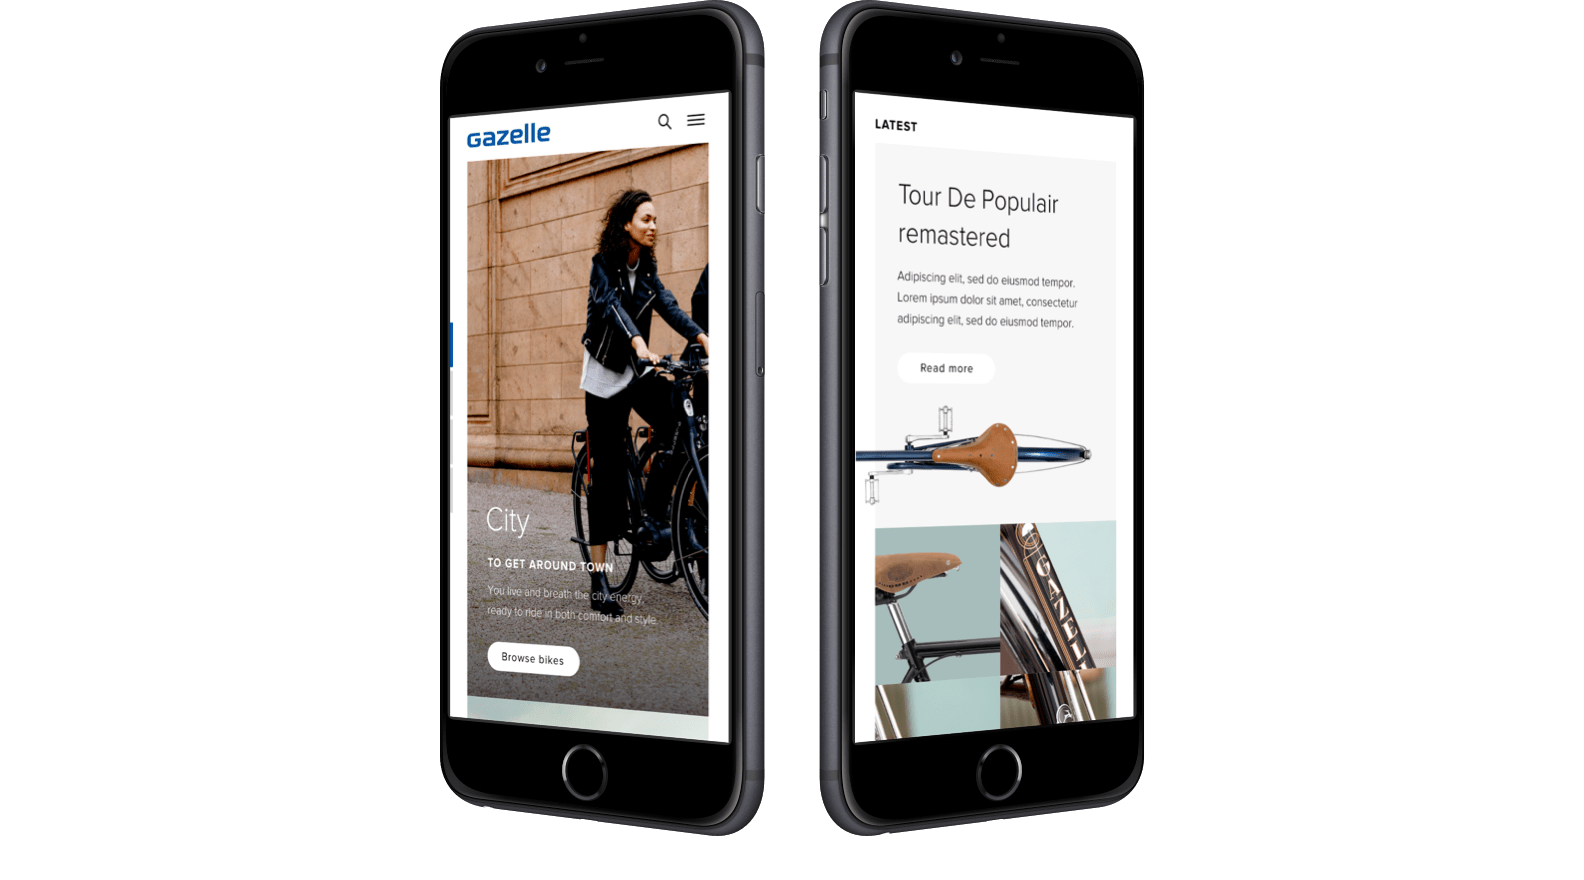 Gazelle
City
TO GET AROUND TOWN
You live and breath the city energy,
ready to ride in both comfort and style.
Browse bikes
LATEST
Tour De Populair
remastered
Adipiscing elit, sed do eiusmod tempor.
Lorem ipsum dolor sit amet, consectetur
adipiscing elit, sed do eiusmod tempor.
Read more
GAZELL